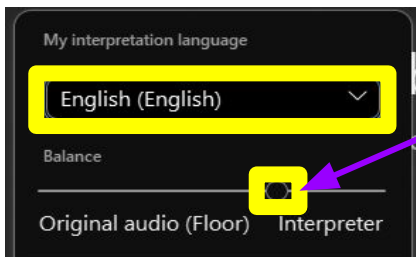 My interpretation language
English (English)
Balance
Original audio (Floor) Interpreter